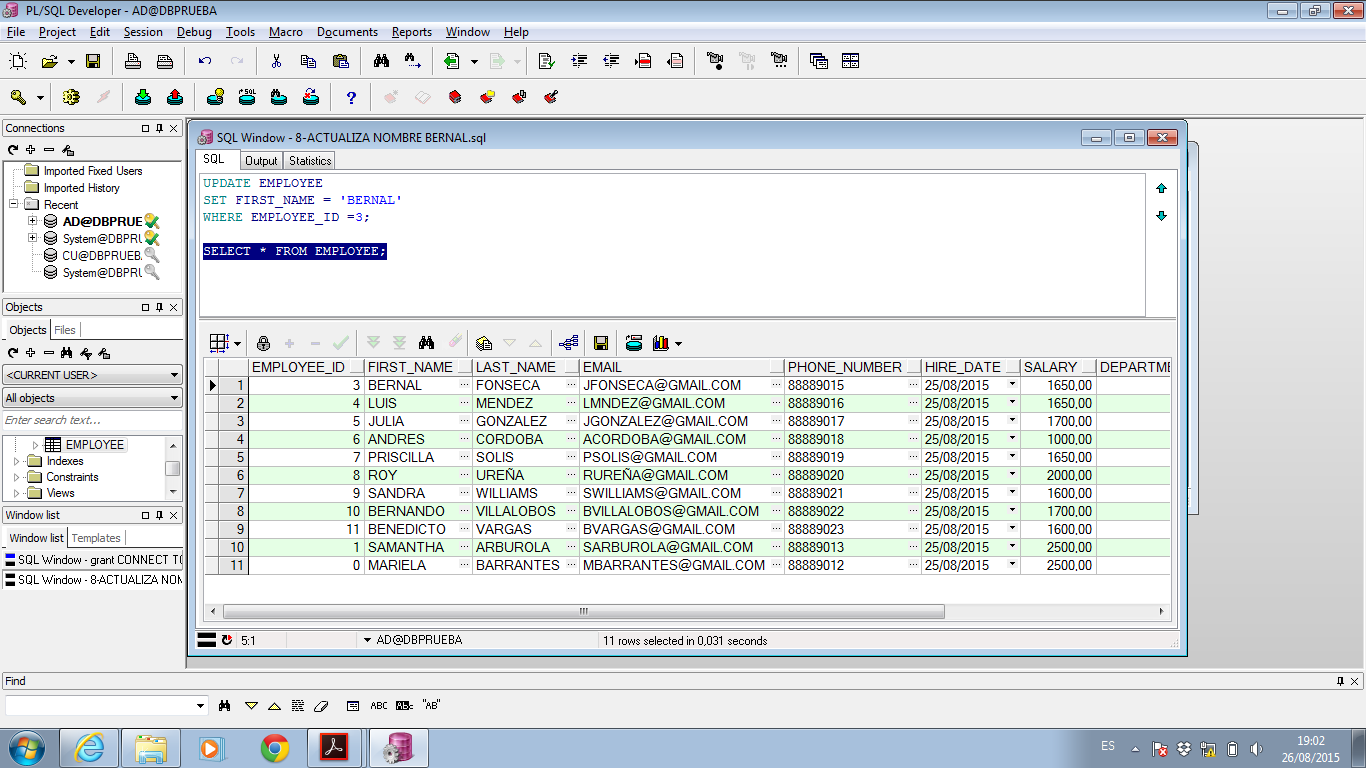 PL/SQL Developer - AD@DBPRUEBA
File Project Edit Session Debug Tools Macro Documents Reports Window Help
Connections
Imported Fixed Users
Imported History
Recent
AD@DBPRUE
System@DBPRU
CU@DBPRUEB
System@DBPRU
Objects
Objects Files
<CURRENT USER>
All objects
Enter search text...
EMPLOYEE
Indexes
Constraints
Views
Window list
Window list Templates
SQL Window - grant CONNECT TO
SQL Window - 8-ACTUALIZA NOM
SQL Window - 8-ACTUALIZA NOMBRE BERNAL.sql
SQL Output Statistics
UPDATE EMPLOYEE
SET FIRST_NAME = 'BERNAL'
WHERE EMPLOYEE_ID =3;
SELECT * FROM EMPLOYEE;
EMPLOYEE_ID FIRST_NAME LAST_NAME EMAIL PHONE_NUMBER HIRE_DATE SALARY DEPARTME
1 3 BERNAL FONSECA JFONSECA@GMAIL.COM 88889015 25/08/2015 1650,00
2 4 LUIS MENDEZ LMNDEZ@GMAIL.COM 88889016 25/08/2015 1650,00
3 5 JULIA GONZALEZ JGONZALEZ@GMAIL.COM 88889017 25/08/2015 1700,00
4 6 ANDRES CORDOBA ACORDOBA@GMAIL.COM 88889018 25/08/2015 1000,00
5 7 PRISCILLA SOLIS PSOLIS@GMAIL.COM 88889019 25/08/2015 1650,00
6 8 ROY UREÑA RUREÑA@GMAIL.COM 88889020 25/08/2015 2000,00
7 9 SANDRA WILLIAMS SWILLIAMS@GMAIL.COM 88889021 25/08/2015 1600,00
8 10 BERNANDO VILLALOBOS BVILLALOBOS@GMAIL.COM 88889022 25/08/2015 1700,00
9 11 BENEDICTO VARGAS BVARGAS@GMAIL.COM 88889023 25/08/2015 1600,00
10 1 SAMANTHA ARBUROLA SARBUROLA@GMAIL.COM 88889013 25/08/2015 2500,00
11 0 MARIELA BARRANTES MBARRANTES@GMAIL.COM 88889012 25/08/2015 2500,00
5:1 AD@DBPRUEBA 11 rows selected in 0,031 seconds
Find
ABC "AB"
ES 19:02
26/08/2015